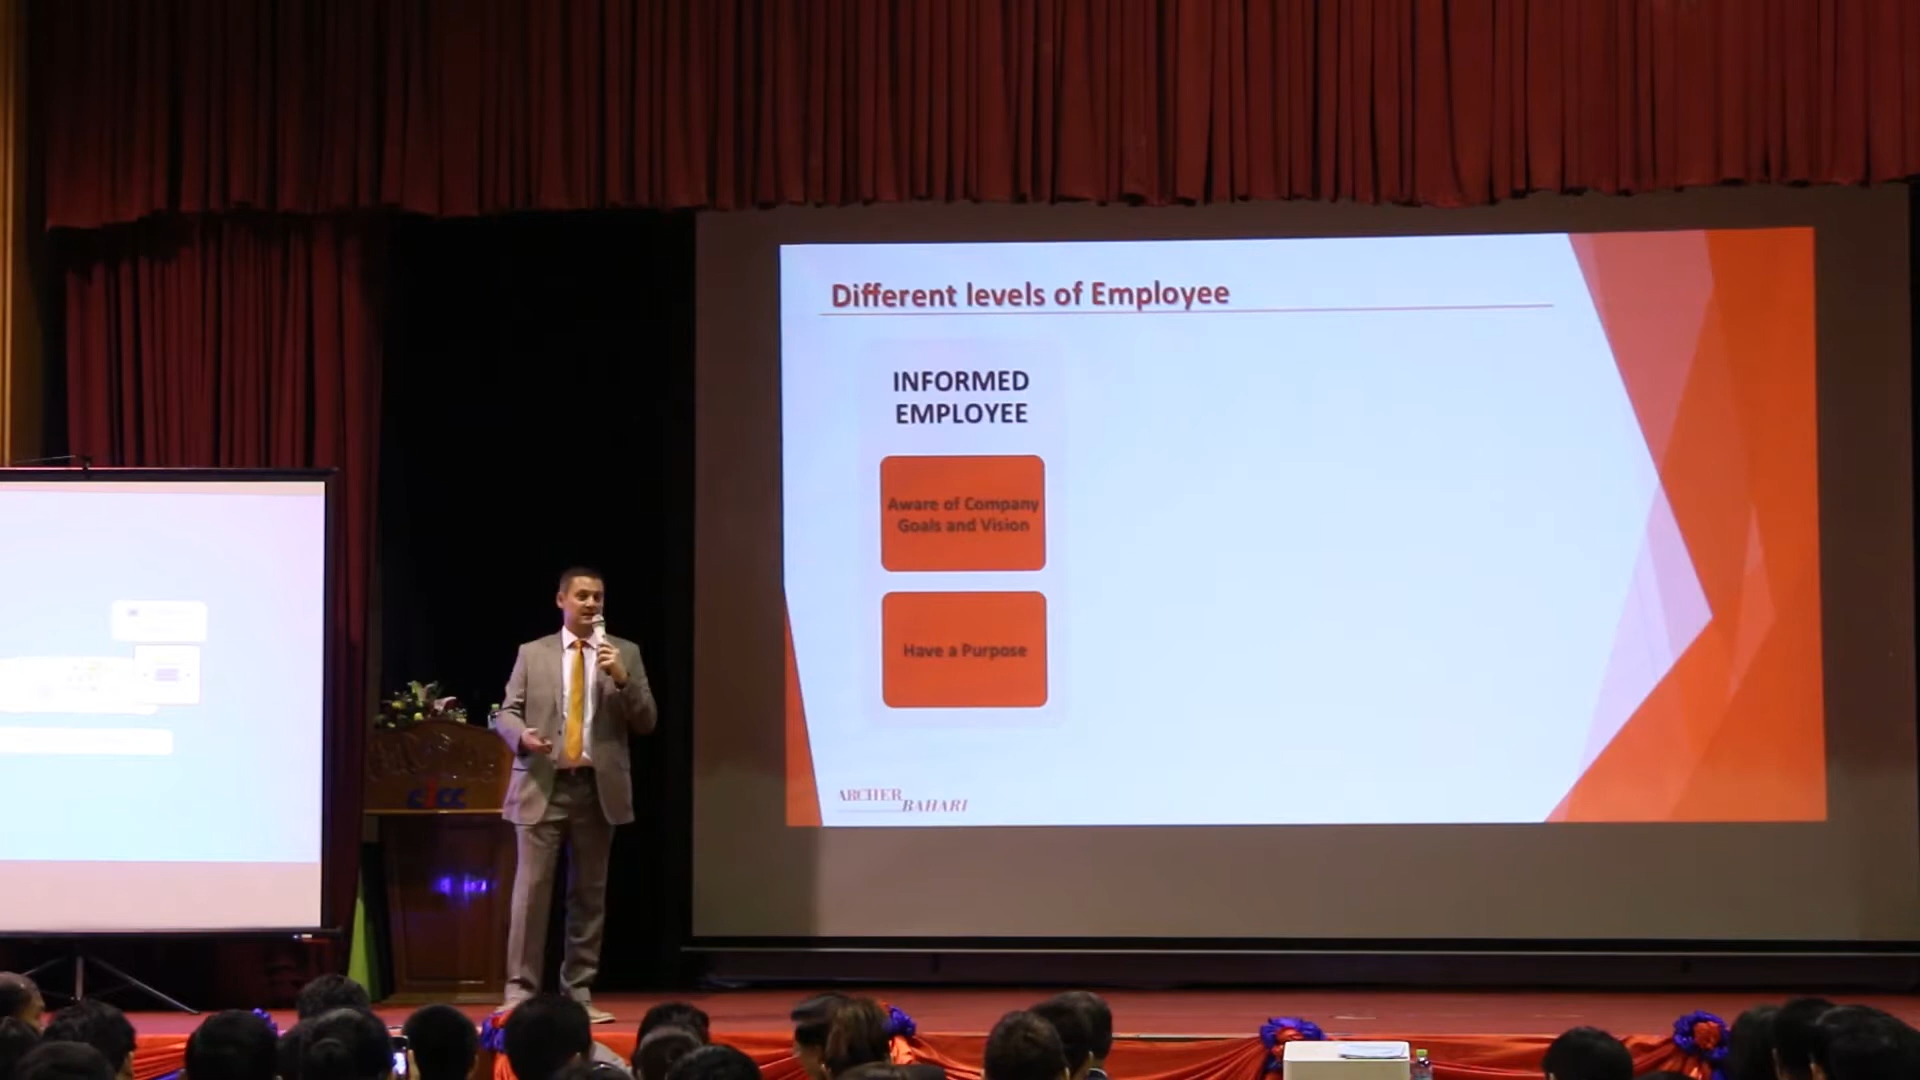 Different levels of Employee
INFORMED
EMPLOYEE
Aware of Company
Goals and Vision
Have a Purpose
ARCHER
BAHARI